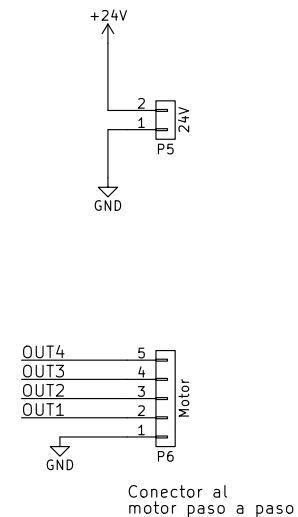 +24V
2
1
24V
P5
GND
OUT4 5
OUT3 4
OUT2 3
OUT1 2
1
Motor
GND
P6
Conector al
motor paso a paso